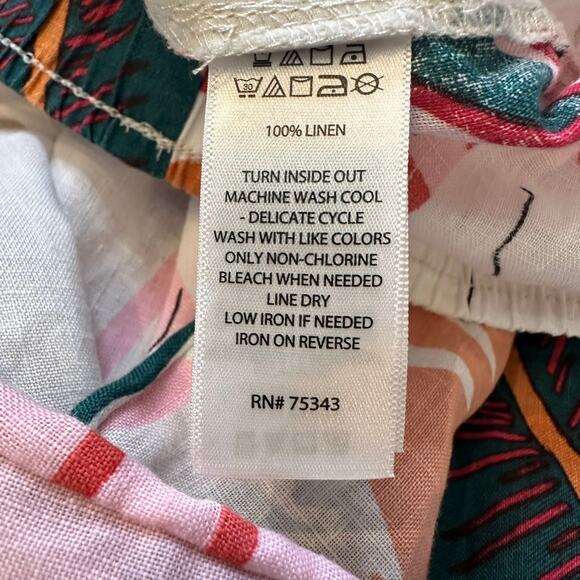 30
100% LINEN
TURN INSIDE OUT
MACHINE WASH COOL
- DELICATE CYCLE
WASH WITH LIKE COLORS
ONLY NON-CHLORINE
BLEACH WHEN NEEDED
LINE DRY
LOW IRON IF NEEDED
IRON ON REVERSE
RN# 75343